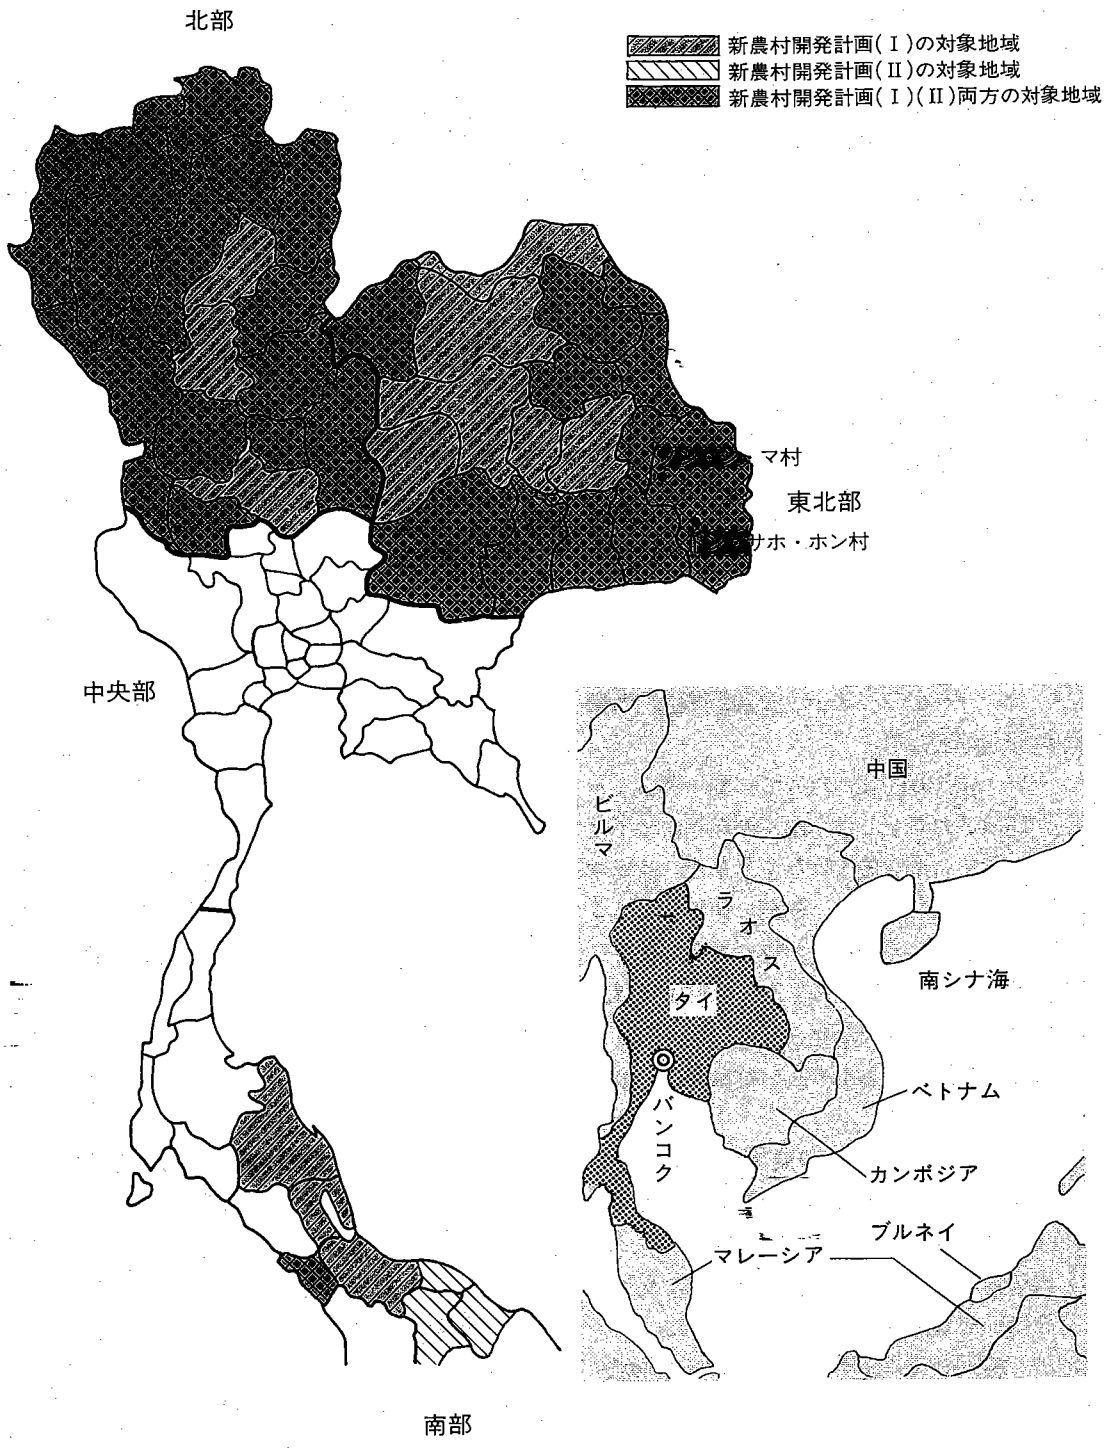 北部
新農村開発計画(Ⅰ)の対象地域
新農村開発計画(Ⅱ)の対象地域
新農村開発計画(Ⅰ)(Ⅱ)両方の対象地域
マ村
東北部
サホ・ホン村
中央部
中国
ビルマ
ラオス
南シナ海
タイ
バンコク
ベトナム
カンボジア
ブルネイ
マレーシア
南部